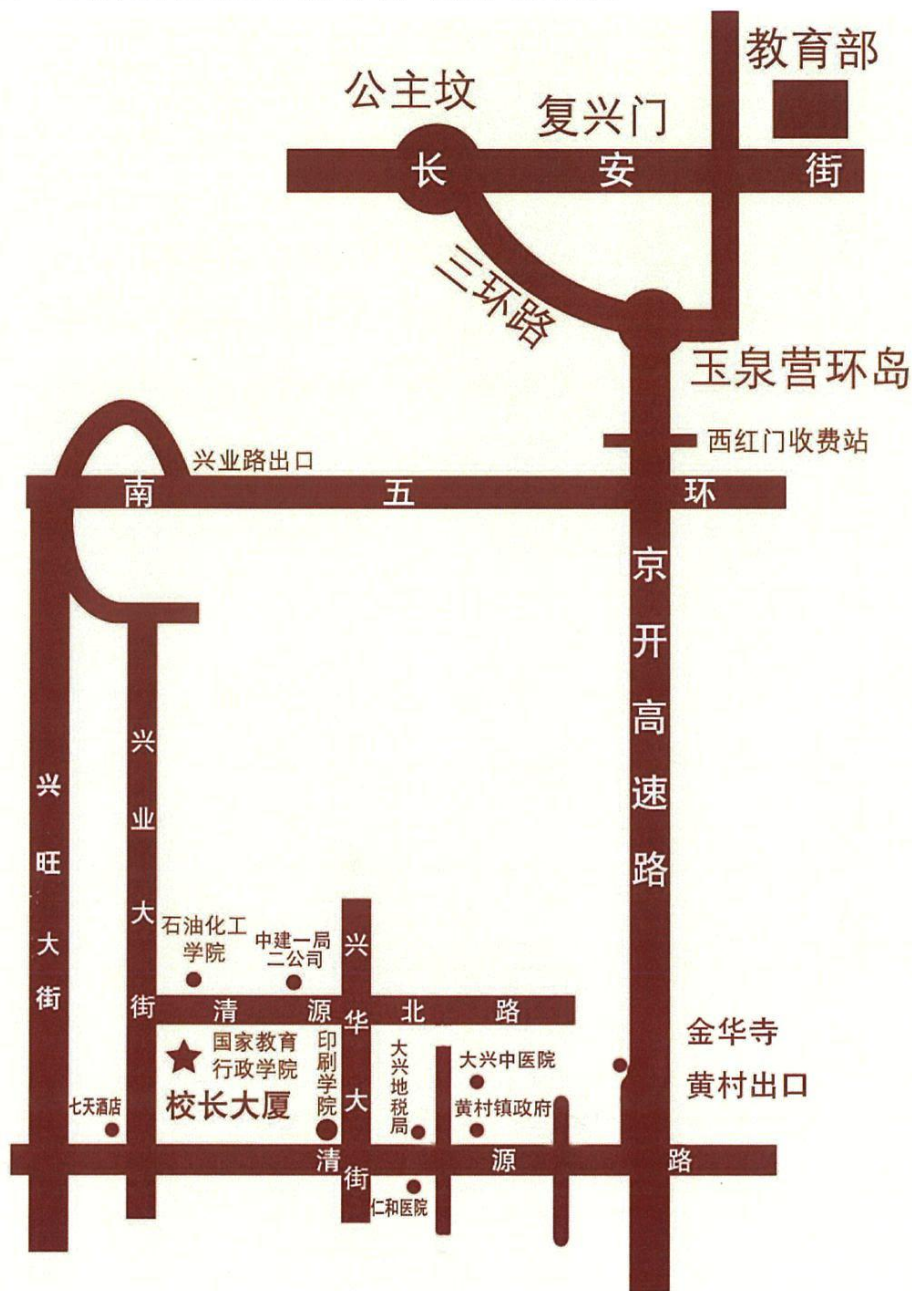 教育部
公主坟
复兴门
长安街
三环路
玉泉营环岛
西红门收费站
兴业路出口
南五环
京开高速路
兴旺大街
兴业大街
石油化工
学院
中建一局
二公司
兴华大街
清源北路
国家教育
行政学院
校长大厦
印刷学院
大兴地税局
大兴中医院
黄村镇政府
金华寺
黄村出口
七天酒店
清源路
仁和医院